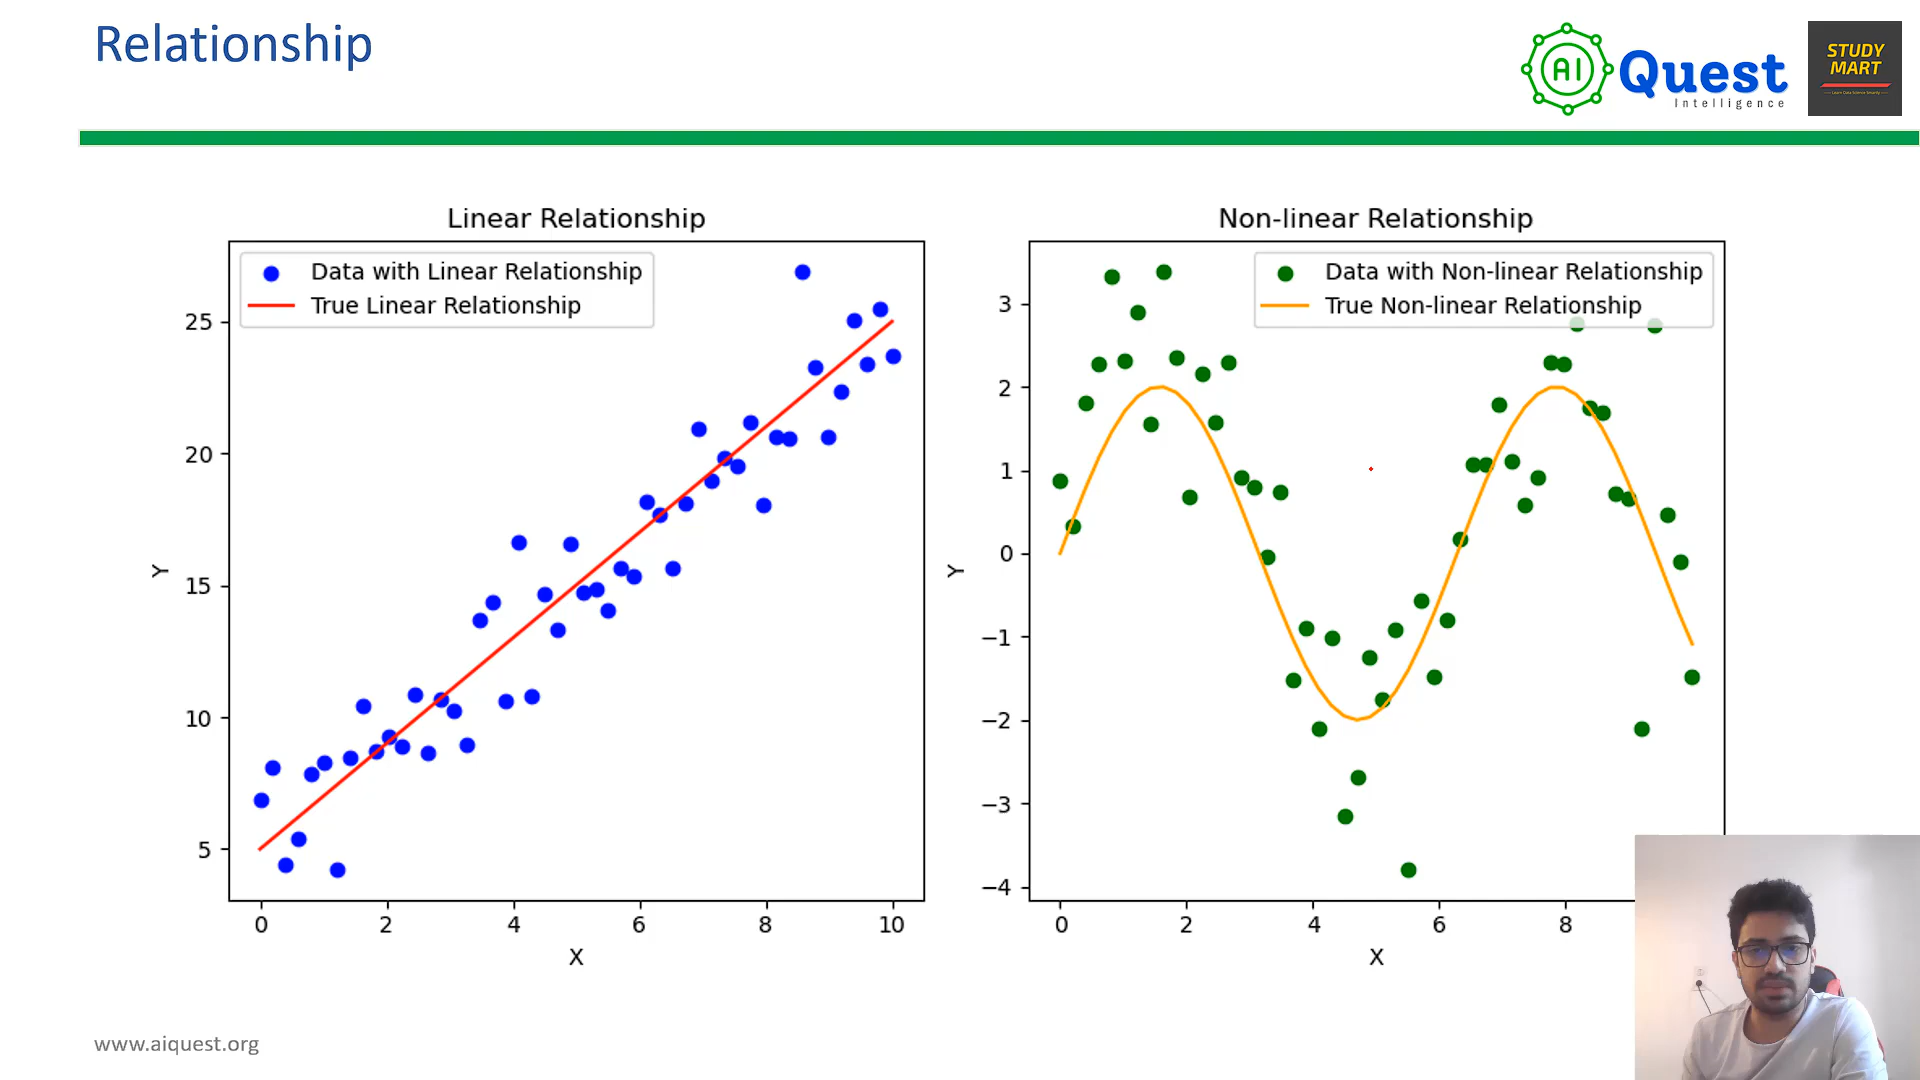 Relationship
AI Quest
Intelligence
STUDY
MART
Linear Relationship
Data with Linear Relationship
True Linear Relationship
25
20
15
10
5
Y
0 2 4 6 8 10
X
Non-linear Relationship
Data with Non-linear Relationship
True Non-linear Relationship
3
2
1
0
−1
−2
−3
−4
Y
0 2 4 6 8
X
www.aiquest.org